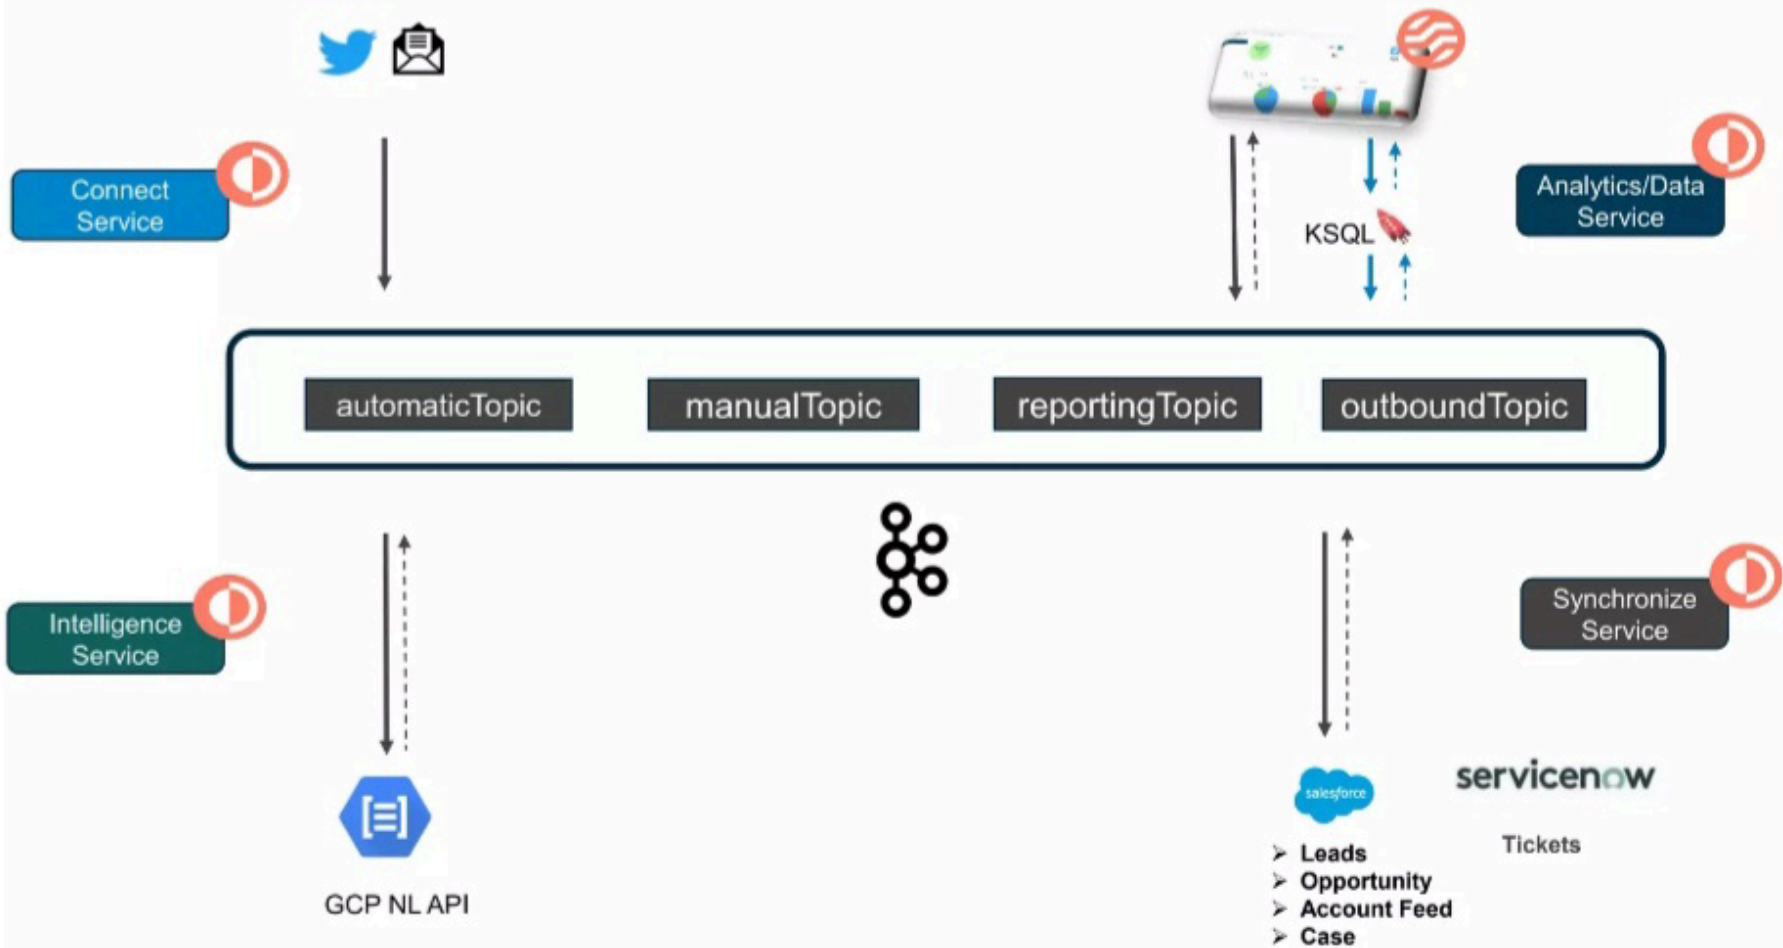 Connect
Service
Analytics/Data
Service
KSQL
automaticTopic
manualTopic
reportingTopic
outboundTopic
Intelligence
Service
Synchronize
Service
GCP NL API
salesforce
servicenow
Tickets
➢ Leads
➢ Opportunity
➢ Account Feed
➢ Case